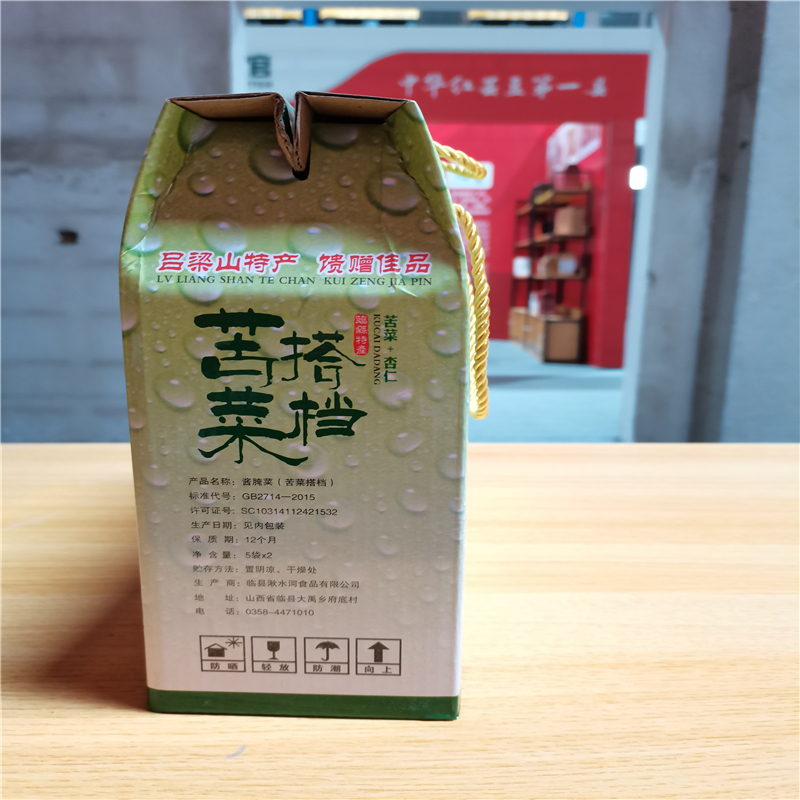 中华红枣第一县
吕梁山特产 馈赠佳品
LV LIANG SHAN TE CHAN KUI ZENG JIA PIN
苦菜搭档
临县特产
苦菜+杏仁
KUCAI DADANG
产品名称：酱腌菜（苦菜搭档）
标准代号：GB2714—2015
许可证号：SC10314112421532
生产日期：见内包装
保质期：12个月
净含量：5袋x2
贮存方法：置阴凉、干燥处
生产商：临县湫水河食品有限公司
地址：山西省临县大禹乡府底村
电话：0358-4471010
防晒 轻放 防潮 向上